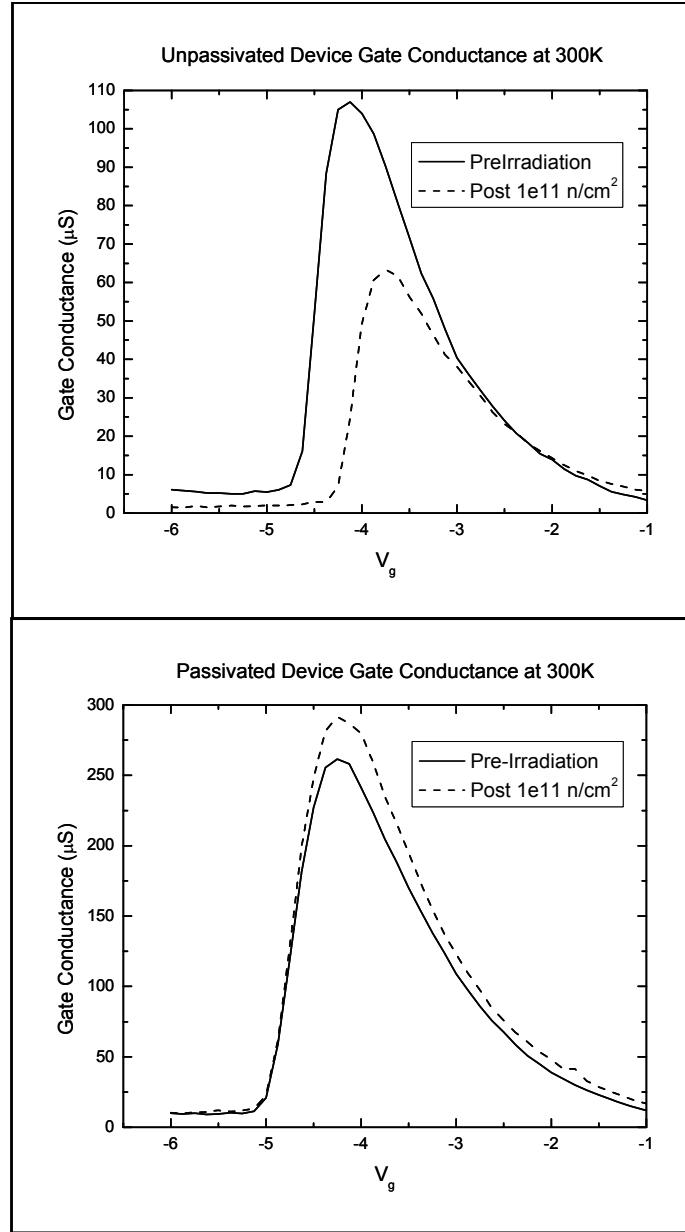 Unpassivated Device Gate Conductance at 300K
Gate Conductance (µS)
110
100
90
80
70
60
50
40
30
20
10
0
PreIrradiation
Post 1e11 n/cm²
-6 -5 -4 -3 -2 -1
Vg
Passivated Device Gate Conductance at 300K
Gate Conductance (µS)
300
250
200
150
100
50
0
Pre-Irradiation
Post 1e11 n/cm²
-6 -5 -4 -3 -2 -1
Vg